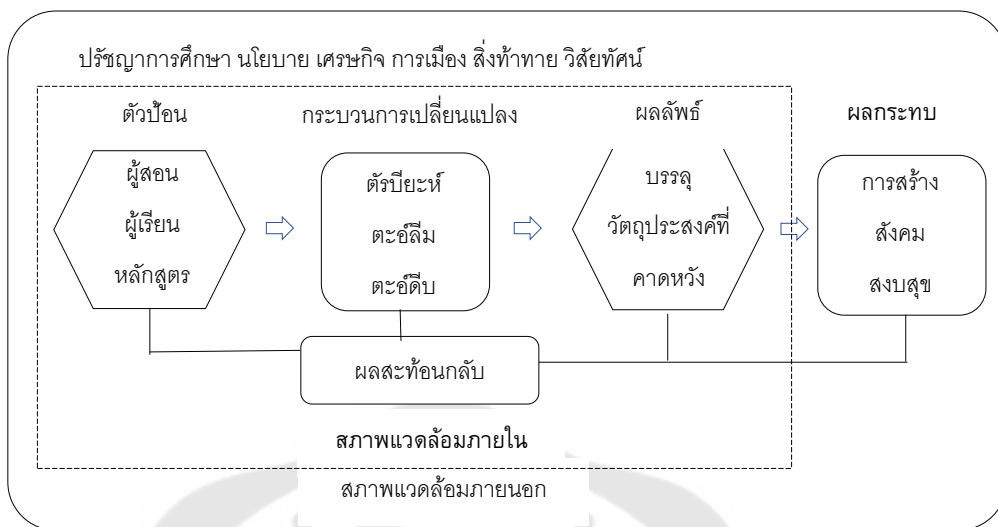 ปรัชญาการศึกษา นโยบาย เศรษฐกิจ การเมือง สิ่งท้าทาย วิสัยทัศน์
ตัวป้อน
ผู้สอน
ผู้เรียน
หลักสูตร
กระบวนการเปลี่ยนแปลง
ตัรบียะห์
ตะอ์ลีม
ตะอ์ดีบ
ผลลัพธ์
บรรลุ
วัตถุประสงค์ที่
คาดหวัง
ผลกระทบ
การสร้าง
สังคม
สงบสุข
ผลสะท้อนกลับ
สภาพแวดล้อมภายใน
สภาพแวดล้อมภายนอก